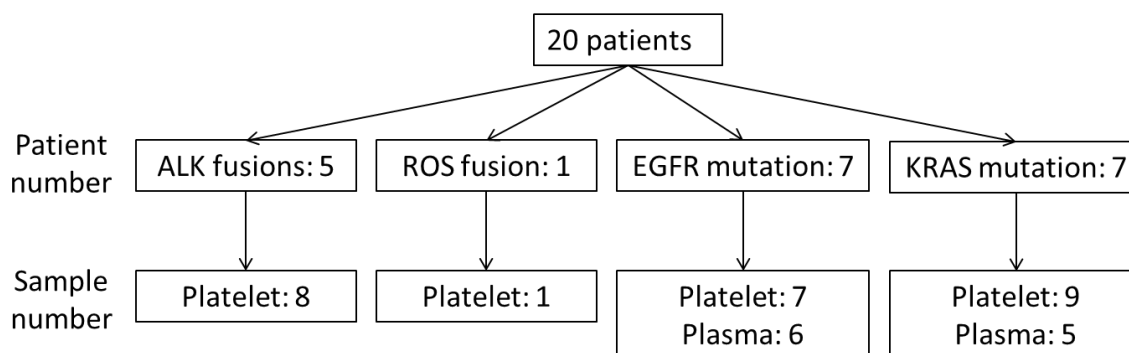 20 patients
Patient
number
ALK fusions: 5
ROS fusion: 1
EGFR mutation: 7
KRAS mutation: 7
Sample
number
Platelet: 8
Platelet: 1
Platelet: 7
Plasma: 6
Platelet: 9
Plasma: 5